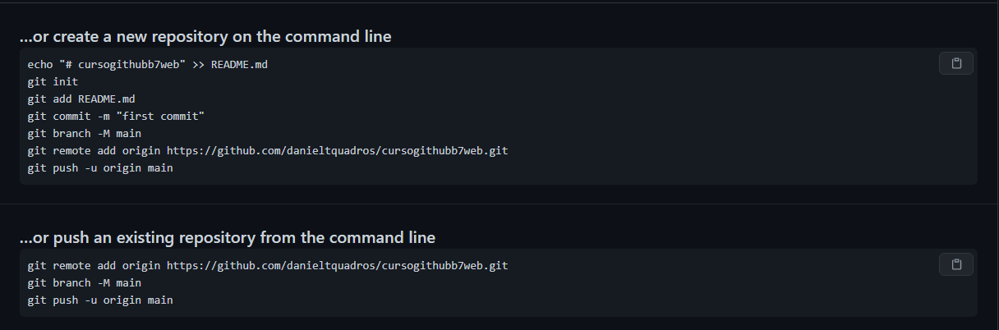 ...or create a new repository on the command line
echo "# cursogithubb7web" >> README.md
git init
git add README.md
git commit -m "first commit"
git branch -M main
git remote add origin https://github.com/danieltquadros/cursogithubb7web.git
git push -u origin main
...or push an existing repository from the command line
git remote add origin https://github.com/danieltquadros/cursogithubb7web.git
git branch -M main
git push -u origin main